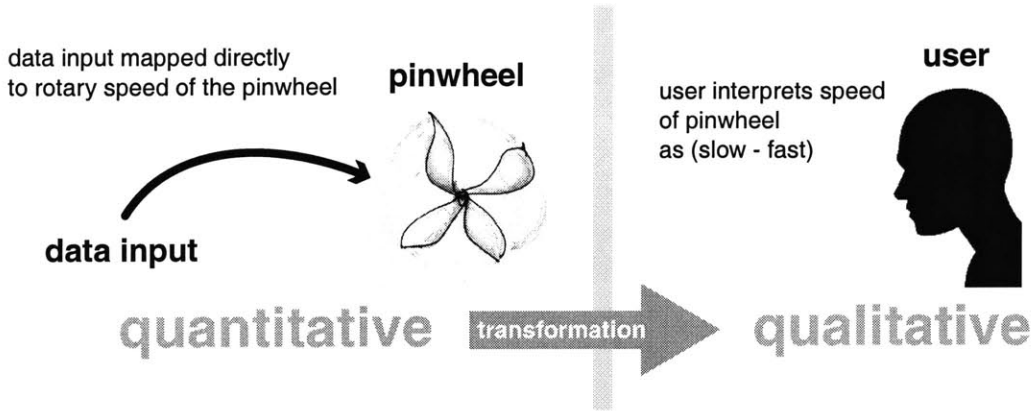 data input mapped directly
to rotary speed of the pinwheel
pinwheel
data input
quantitative
transformation
user
user interprets speed
of pinwheel
as (slow - fast)
qualitative